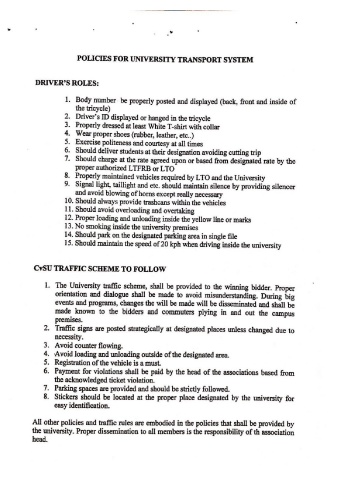 POLICIES FOR UNIVERSITY TRANSPORT SYSTEM
DRIVER'S ROLES:
1. Body number be properly posted and displayed (back, front and inside of
the tricycle)
2. Driver's ID displayed or hanged in the tricycle
3. Properly dressed at least White T-shirt with collar
4. Wear proper shoes (rubber, leather, etc..)
5. Exercise politeness and courtesy at all times
6. Should deliver students at their designation avoiding cutting trip
7. Should charge at the rate agreed upon or based from designated rate by the
proper authorized LTFRB or LTO
8. Properly maintained vehicles required by LTO and the University
9. Signal light, taillight and etc. should maintain silence by providing silencer
and avoid blowing of horns except really necessary
10. Should always provide trashcans within the vehicles
11. Should avoid overloading and overtaking
12. Proper loading and unloading inside the yellow line or marks
13. No smoking inside the university premises
14. Should park on the designated parking area in single file
15. Should maintain the speed of 20 kph when driving inside the university
CvSU TRAFFIC SCHEME TO FOLLOW
1. The University traffic scheme, shall be provided to the winning bidder. Proper
orientation and dialogue shall be made to avoid misunderstanding. During big
events and programs, changes the will be made will be disseminated and shall be
made known to the bidders and commuters plying in and out the campus
premises.
2. Traffic signs are posted strategically at designated places unless changed due to
necessity.
3. Avoid counter flowing.
4. Avoid loading and unloading outside of the designated area.
5. Registration of the vehicle is a must.
6. Payment for violations shall be paid by the head of the associations based from
the acknowledged ticket violation.
7. Parking spaces are provided and should be strictly followed.
8. Stickers should be located at the proper place designated by the university for
easy identification.
All other policies and traffic rules are embodied in the policies that shall be provided by
the university. Proper dissemination to all members is the responsibility of th association
head.